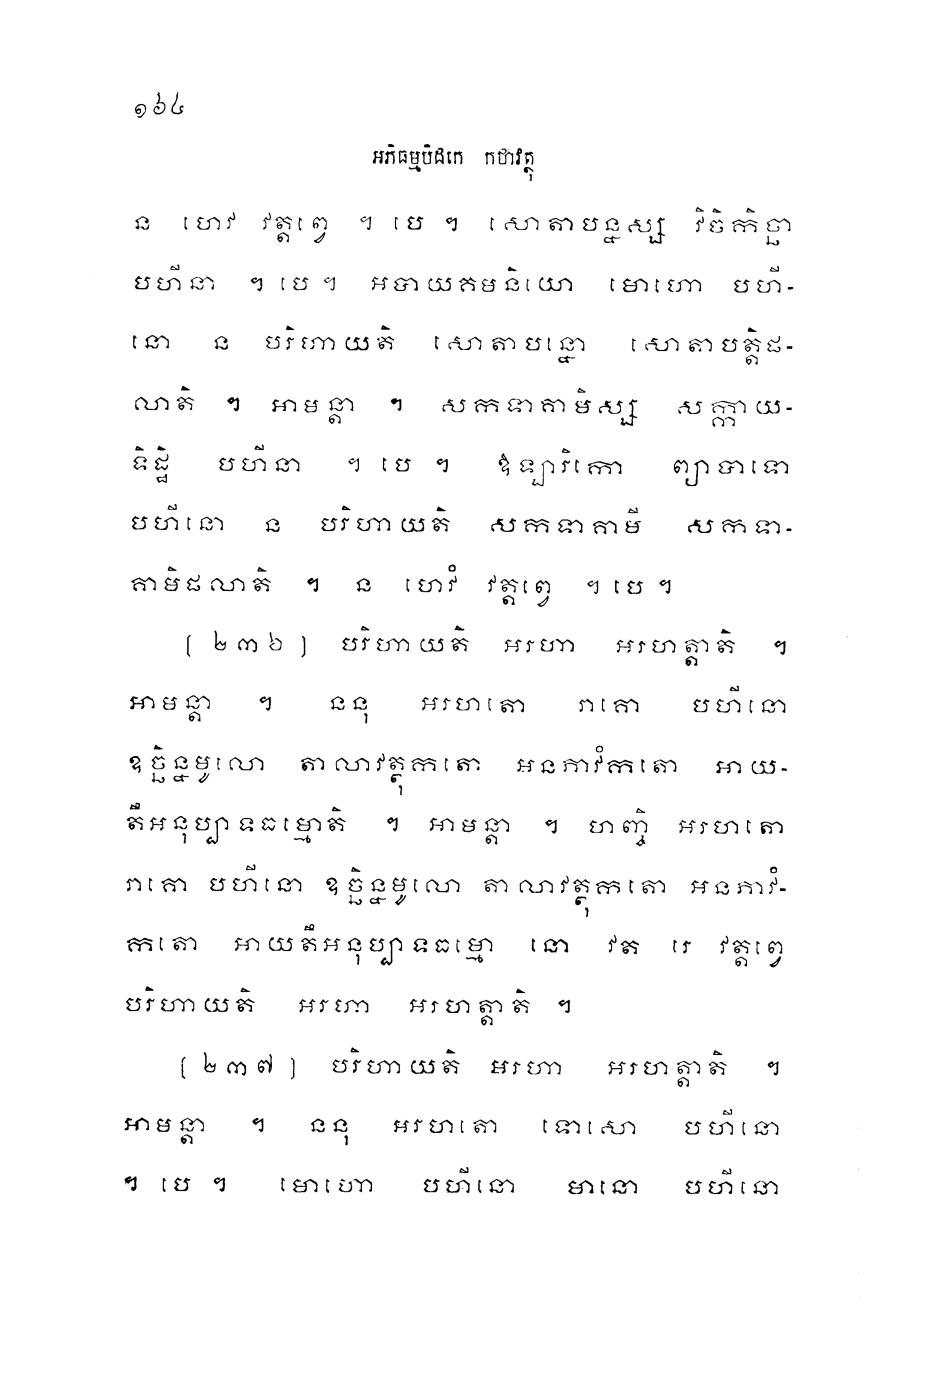 ១៦៤
អភិធម្មបិដកេ កថាវត្ថុ
ន ហេវ វត្តព្វេ ។ បេ ។ សោតាបន្នស្ស វិចិកិច្ឆា
បហីនា ។ បេ ។ អបាយគមនិយោ មោហោ បហី-
នោ ន បរិហាយតិ សោតាបន្នោ សោតាបត្តិផ-
លាតិ ។ អាមន្តា ។ សកទាគាមិស្ស សក្កាយ-
ទិដ្ឋិ បហីនា ។ បេ ។ ឱឡារិកោ ព្យាបាទោ
បហីនោ ន បរិហាយតិ សកទាគាមី សកទា-
គាមិផលាតិ ។ ន ហេវំ វត្តព្វេ ។ បេ ។
[២៣៦] បរិហាយតិ អរហា អរហត្តាតិ ។
អាមន្តា ។ ននុ អរហតោ រាគោ បហីនោ
ឧច្ឆិន្នមូលោ តាលាវត្ថុកតោ អនភាវំកតោ អាយ-
តឹអនុប្បាទធម្មោតិ ។ អាមន្តា ។ ហញ្ចិ អរហតោ
រាគោ បហីនោ ឧច្ឆិន្នមូលោ តាលាវត្ថុកតោ អនភាវំ-
កតោ អាយតឹអនុប្បាទធម្មោ នោ វត រេ វត្តព្វេ
បរិហាយតិ អរហា អរហត្តាតិ ។
[២៣៧] បរិហាយតិ អរហា អរហត្តាតិ ។
អាមន្តា ។ ននុ អរហតោ ទោសោ បហីនោ
។ បេ ។ មោហោ បហីនោ មានោ បហីនោ